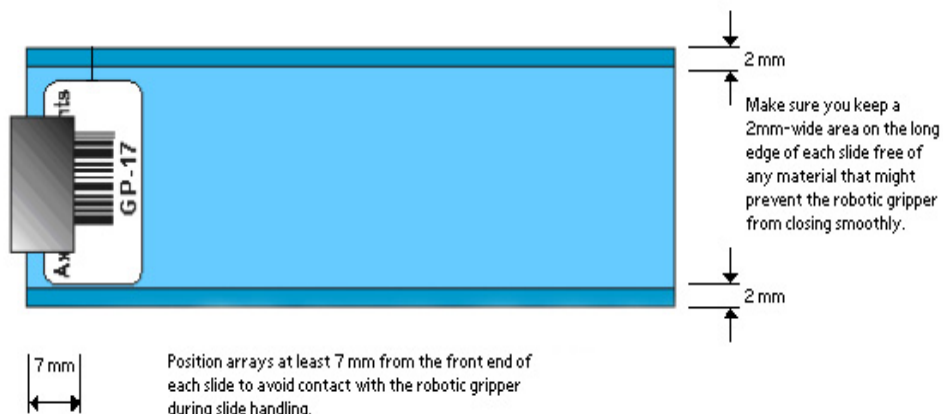 2 mm
Make sure you keep a
2mm-wide area on the long
edge of each slide free of
any material that might
prevent the robotic gripper
from closing smoothly.
GP-17
2 mm
7 mm
Position arrays at least 7 mm from the front end of
each slide to avoid contact with the robotic gripper
during slide handling.